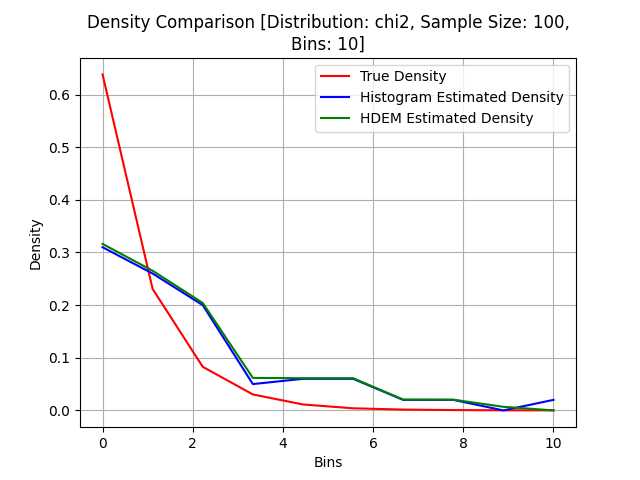 Density Comparison [Distribution: chi2, Sample Size: 100,
Bins: 10]
True Density
Histogram Estimated Density
HDEM Estimated Density
Density
0.6
0.5
0.4
0.3
0.2
0.1
0.0
0 2 4 6 8 10
Bins